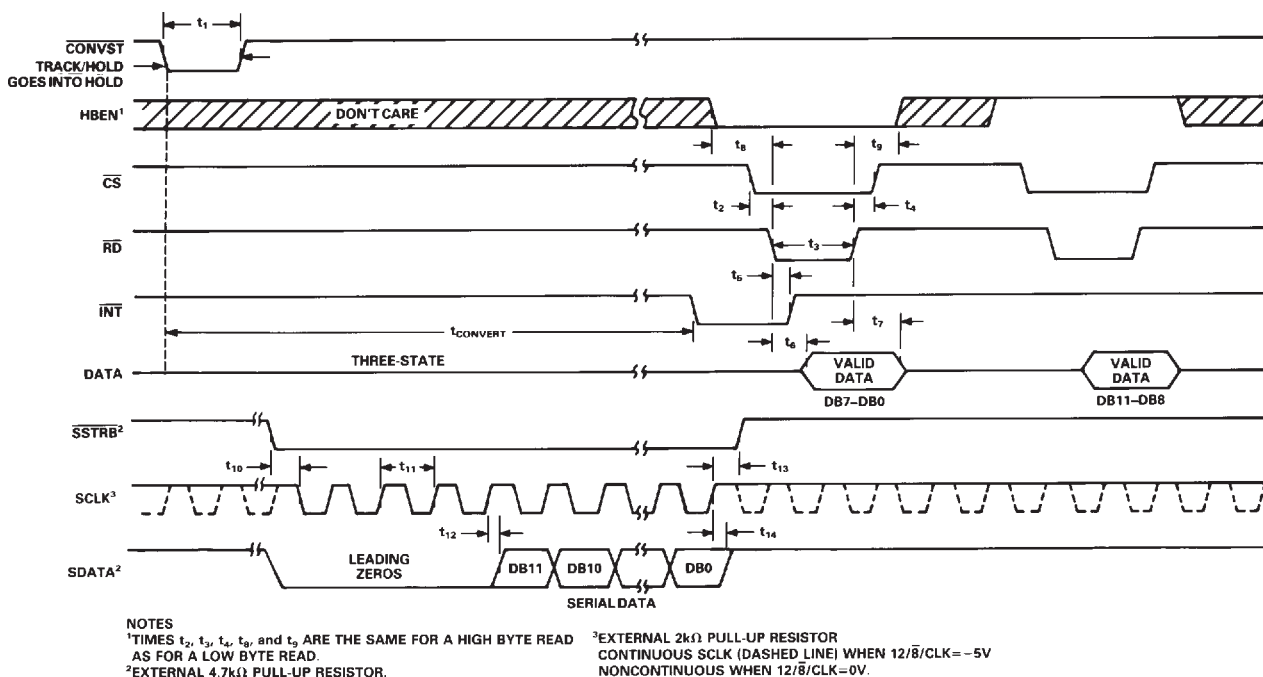 t1
CONVST
TRACK/HOLD
GOES INTO HOLD
HBEN1
DON'T CARE
t8
t9
CS
t2
t4
RD
t3
t5
INT
tCONVERT
t7
t6
DATA
THREE-STATE
VALID
DATA
DB7–DB0
VALID
DATA
DB11–DB8
SSTRB2
t10
t11
t13
SCLK3
t12
t14
SDATA2
LEADING
ZEROS
DB11
DB10
DB0
SERIAL DATA
NOTES
1TIMES t2, t3, t4, t8, and t9 ARE THE SAME FOR A HIGH BYTE READ
AS FOR A LOW BYTE READ.
2EXTERNAL 4.7kΩ PULL-UP RESISTOR.
3EXTERNAL 2kΩ PULL-UP RESISTOR
CONTINUOUS SCLK (DASHED LINE) WHEN 12/8/CLK=–5V
NONCONTINUOUS WHEN 12/8/CLK=0V.